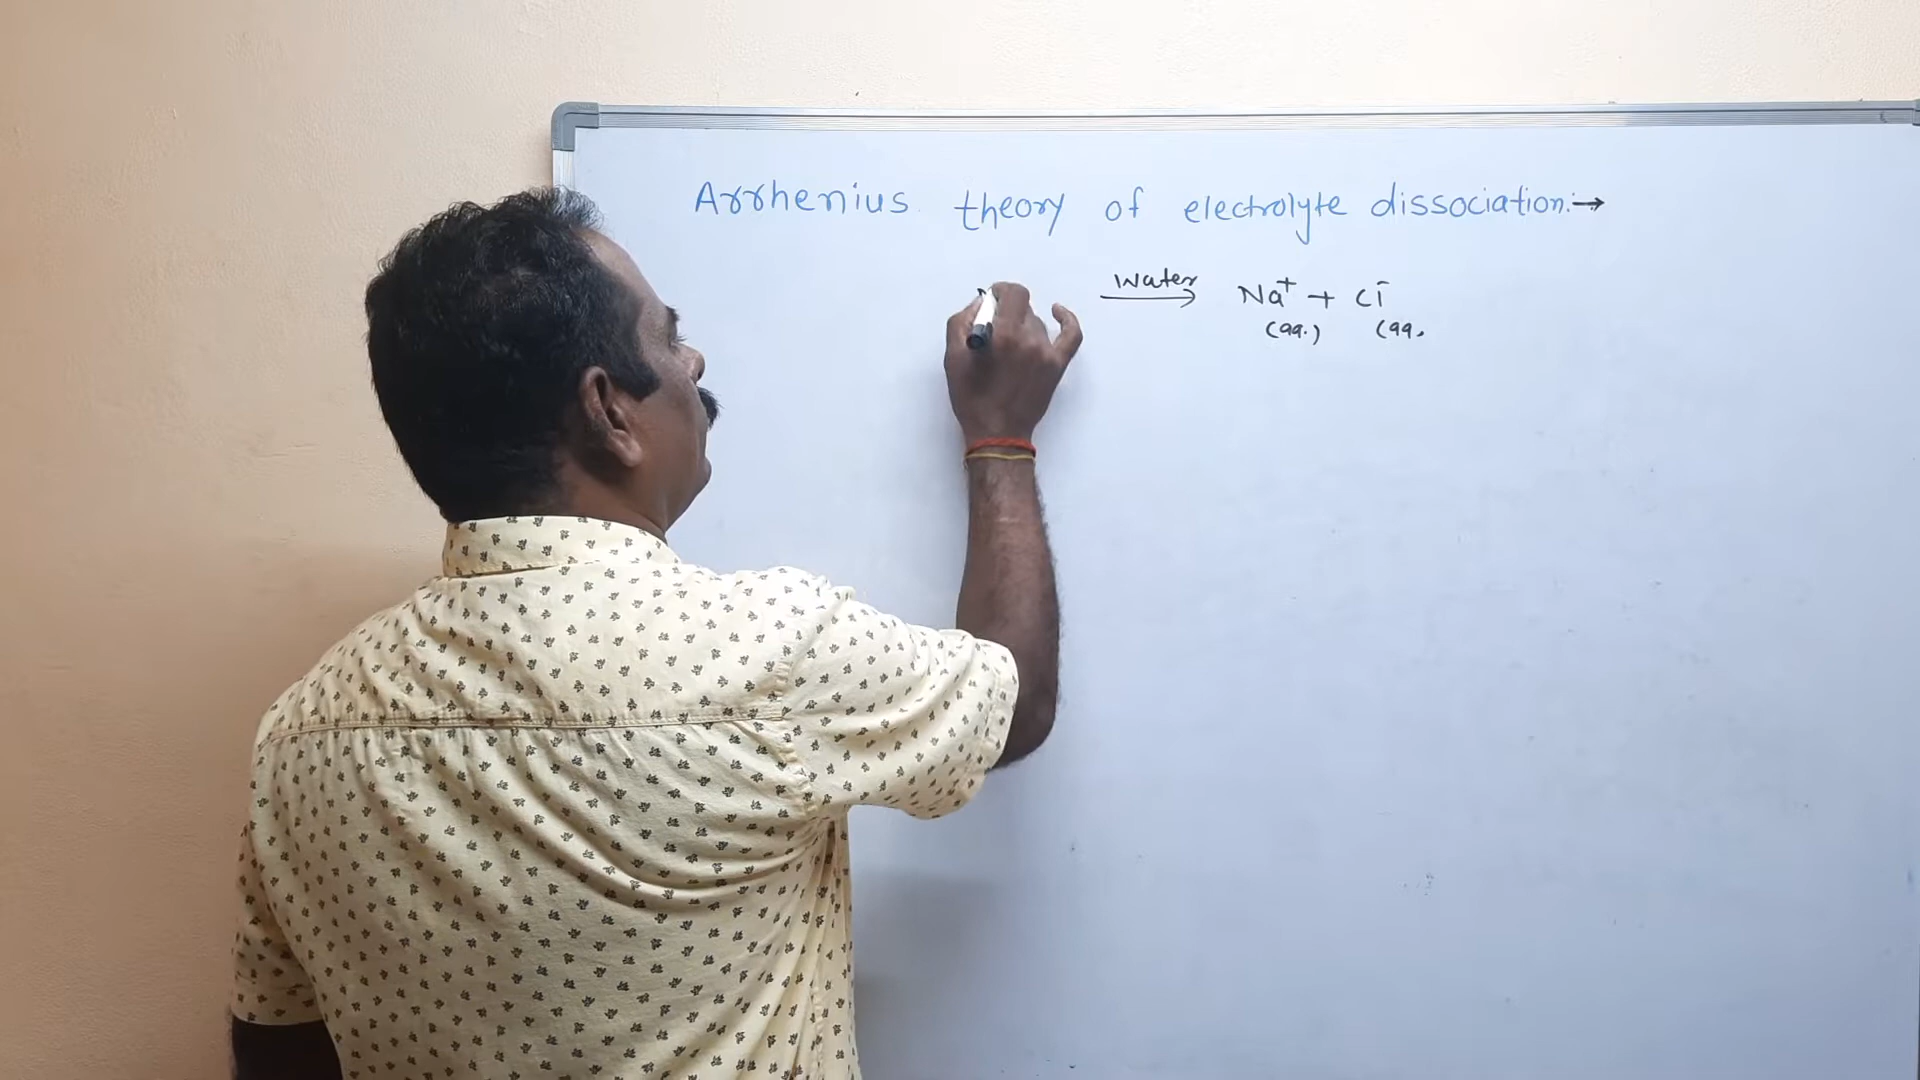 Arrhenius theory of electrolyte dissociation:→
Water
⟶ Na⁺ + Cl⁻
(aq.) (aq.